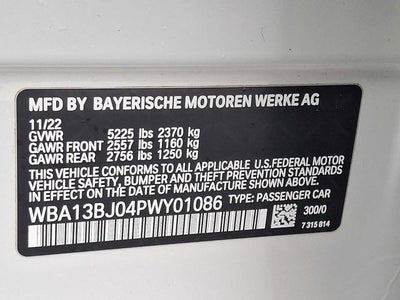 MFD BY BAYERISCHE MOTOREN WERKE AG
11/22
GVWR 5225 lbs 2370 kg
GAWR FRONT 2557 lbs 1160 kg
GAWR REAR 2756 lbs 1250 kg
THIS VEHICLE CONFORMS TO ALL APPLICABLE U.S.FEDERAL MOTOR
VEHICLE SAFETY, BUMPER AND THEFT PREVENTION STANDARDS
IN EFFECT ON THE DATE OF MANUFACTURE SHOWN ABOVE.
WBA13BJ04PWY01086 TYPE: PASSENGER CAR
300/0
7 315 814